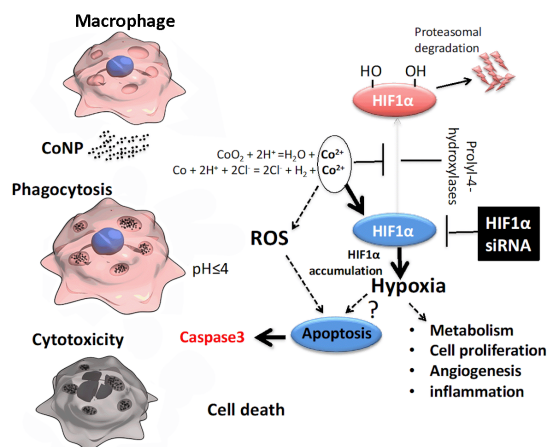 Macrophage
CoNP
Phagocytosis
pH≤4
Cytotoxicity
Cell death
Proteasomal
degradation
HO OH
HIF1α
CoO₂ + 2H⁺=H₂O + Co²⁺
Co + 2H⁺ + 2Cl⁻ = 2Cl⁻ + H₂ + Co²⁺
Prolyl-4-
hydroxylases
HIF1α
HIF1α
siRNA
ROS
HIF1α
accumulation
Hypoxia
?
Caspase3
Apoptosis
• Metabolism
• Cell proliferation
• Angiogenesis
• inflammation